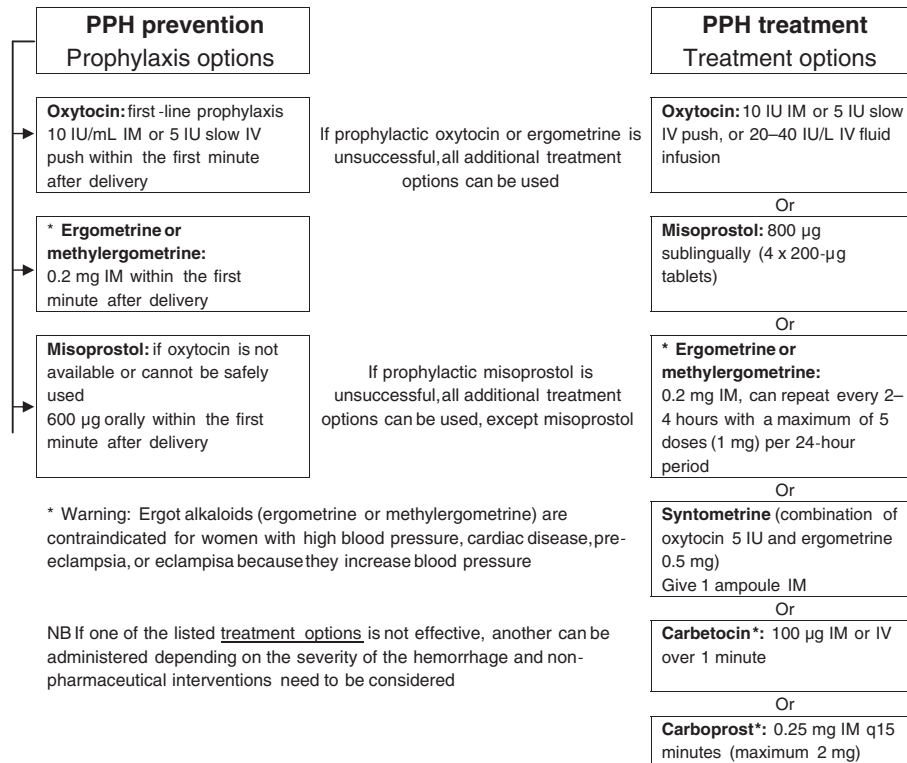 PPH prevention
Prophylaxis options
Oxytocin: first-line prophylaxis
10 IU/mL IM or 5 IU slow IV
push within the first minute
after delivery
* Ergometrine or
methylergometrine:
0.2 mg IM within the first
minute after delivery
Misoprostol: if oxytocin is not
available or cannot be safely
used
600 µg orally within the first
minute after delivery
If prophylactic oxytocin or ergometrine is
unsuccessful, all additional treatment
options can be used
If prophylactic misoprostol is
unsuccessful, all additional treatment
options can be used, except misoprostol
PPH treatment
Treatment options
Oxytocin: 10 IU IM or 5 IU slow
IV push, or 20–40 IU/L IV fluid
infusion
Or
Misoprostol: 800 µg
sublingually (4 x 200-µg
tablets)
Or
* Ergometrine or
methylergometrine:
0.2 mg IM, can repeat every 2–
4 hours with a maximum of 5
doses (1 mg) per 24-hour
period
Or
Syntometrine (combination of
oxytocin 5 IU and ergometrine
0.5 mg)
Give 1 ampoule IM
Or
Carbetocin*: 100 µg IM or IV
over 1 minute
Or
Carboprost*: 0.25 mg IM q15
minutes (maximum 2 mg)
* Warning: Ergot alkaloids (ergometrine or methylergometrine) are
contraindicated for women with high blood pressure, cardiac disease, pre-
eclampsia, or eclampisa because they increase blood pressure
NB If one of the listed treatment options is not effective, another can be
administered depending on the severity of the hemorrhage and non-
pharmaceutical interventions need to be considered